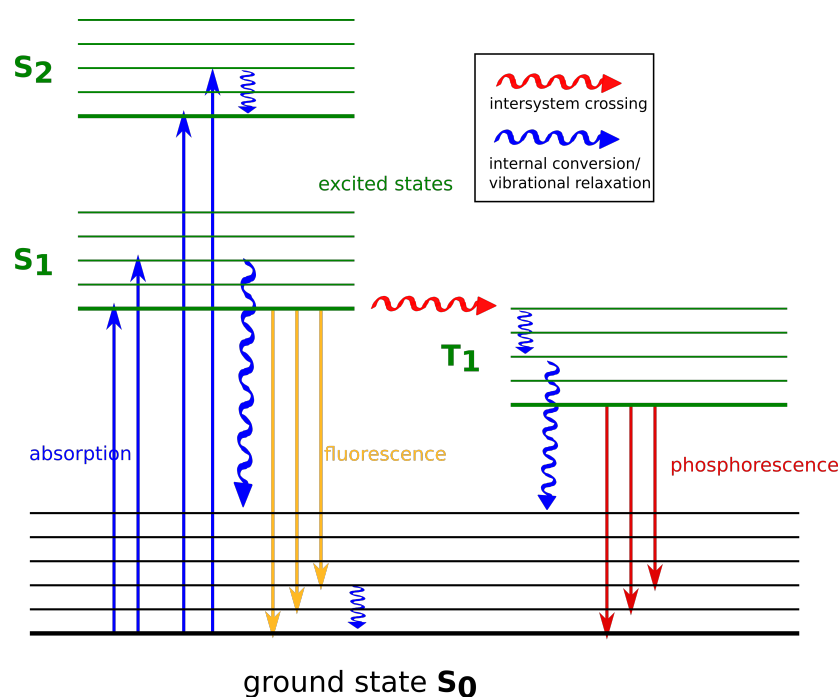 S2
intersystem crossing
internal conversion/
vibrational relaxation
excited states
S1
T1
absorption
fluorescence
phosphorescence
ground state S0